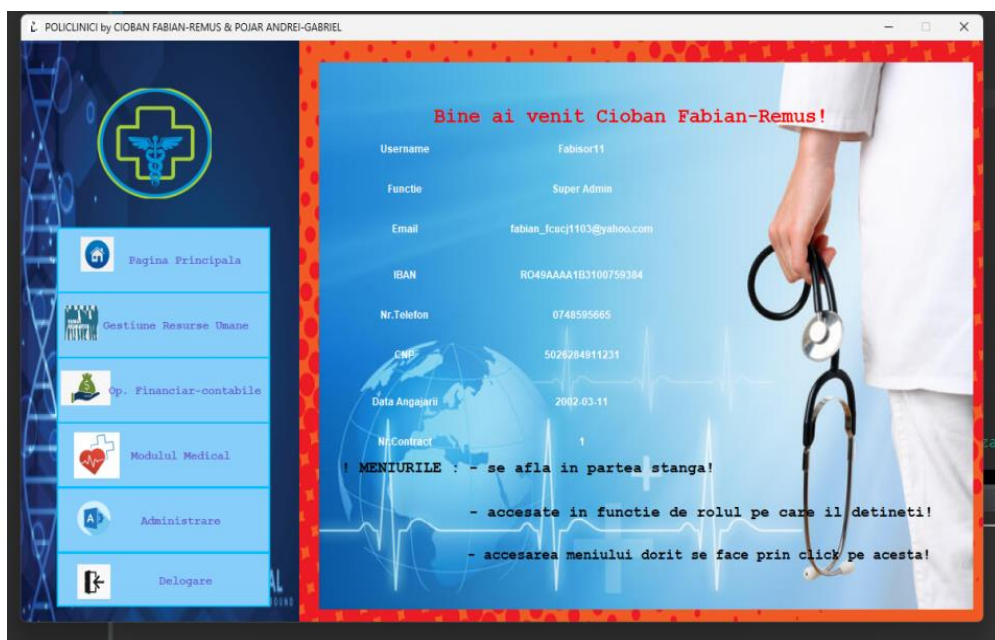 POLICLINICI by CIOBAN FABIAN-REMUS & POJAR ANDREI-GABRIEL
Bine ai venit Cioban Fabian-Remus!
Username Fabisor11
Functie Super Admin
Email fabian_fcucj1103@yahoo.com
IBAN RO49AAAA1B3100759384
Nr.Telefon 0748595665
CNP 5026284911231
Data Angajarii 2002-03-11
Nr.Contract 1
! MENIURILE : - se afla in partea stanga!
- accesate in functie de rolul pe care il detineti!
- accesarea meniului dorit se face prin click pe acesta!
Pagina Principala
Gestiune Resurse Umane
Op. Financiar-contabile
Modulul Medical
Administrare
Delogare